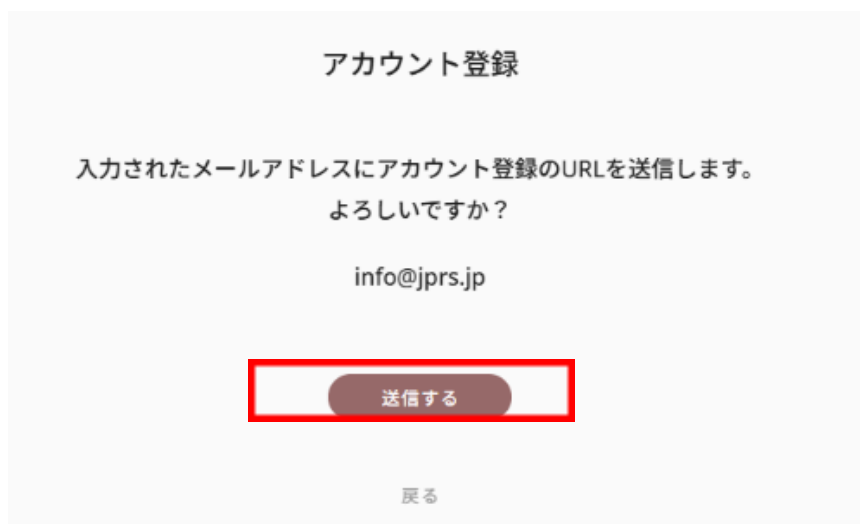 アカウント登録
入力されたメールアドレスにアカウント登録のURLを送信します。
よろしいですか？
info@jprs.jp
送信する
戻る